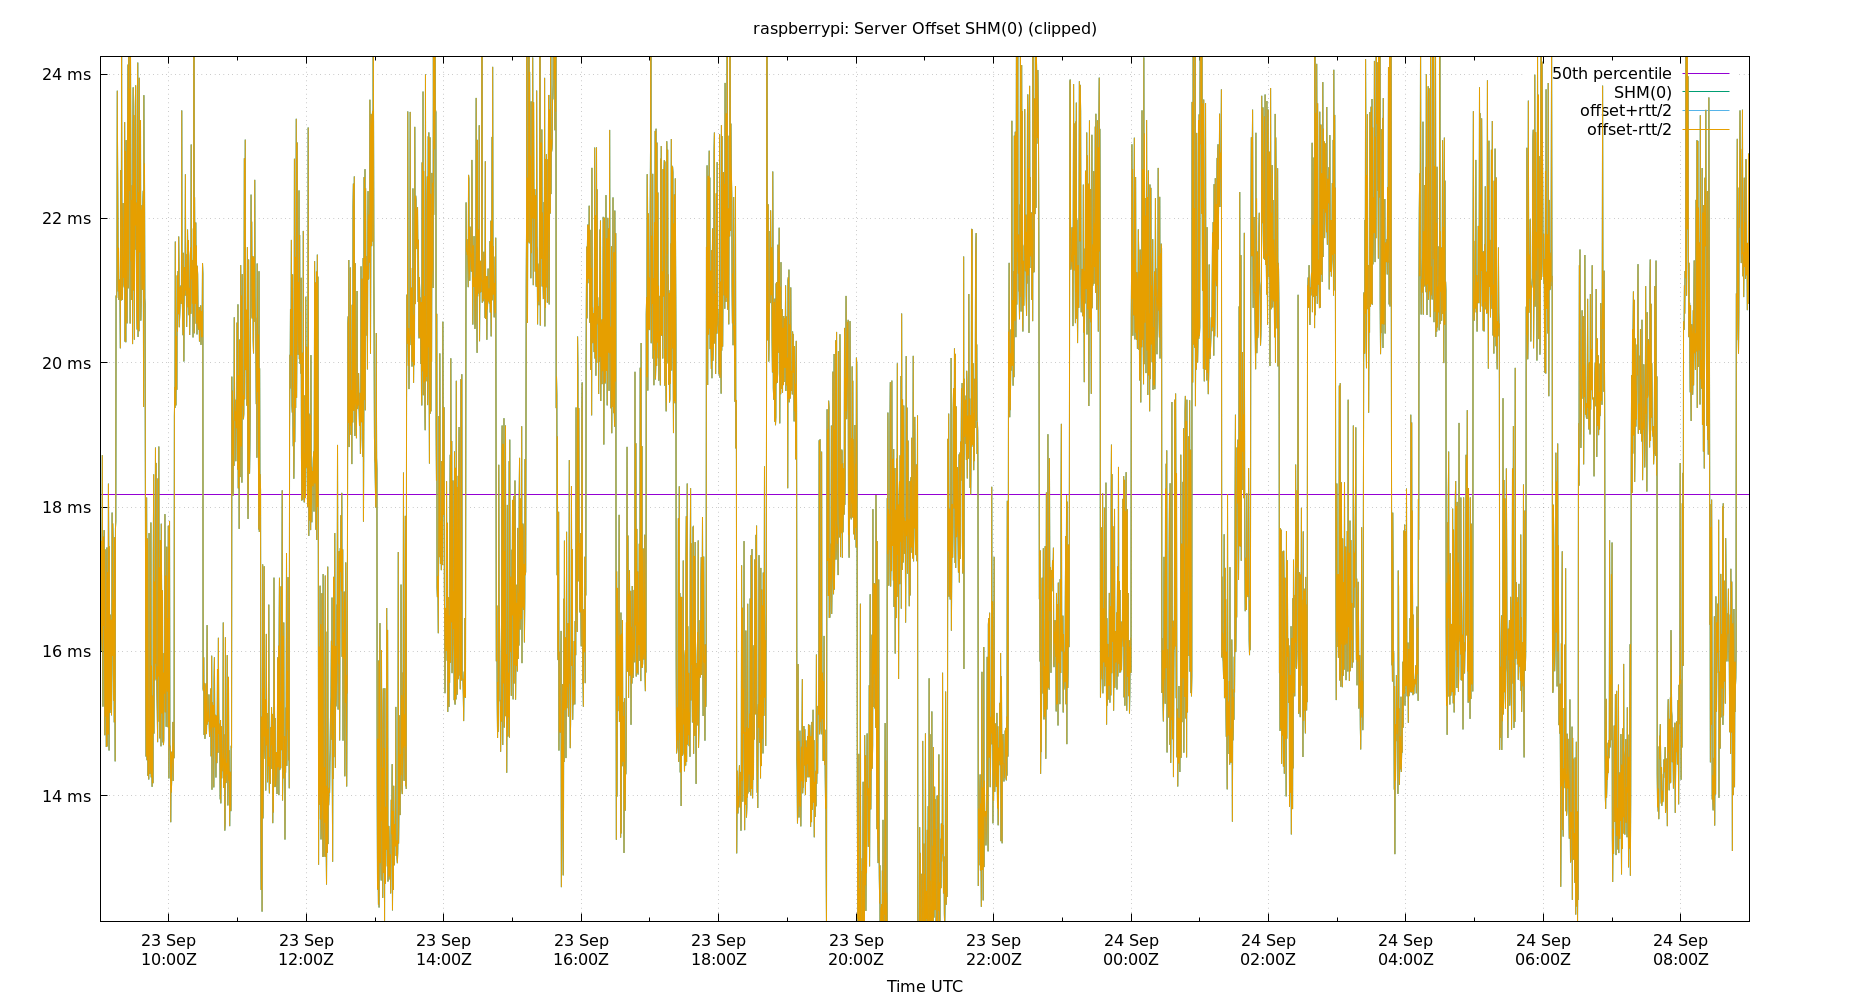 raspberrypi: Server Offset SHM(0) (clipped)
24 ms
22 ms
20 ms
18 ms
16 ms
14 ms
50th percentile
SHM(0)
offset+rtt/2
offset-rtt/2
23 Sep 23 Sep 23 Sep 23 Sep 23 Sep 23 Sep 23 Sep 24 Sep 24 Sep 24 Sep 24 Sep 24 Sep
10:00Z 12:00Z 14:00Z 16:00Z 18:00Z 20:00Z 22:00Z 00:00Z 02:00Z 04:00Z 06:00Z 08:00Z
Time UTC